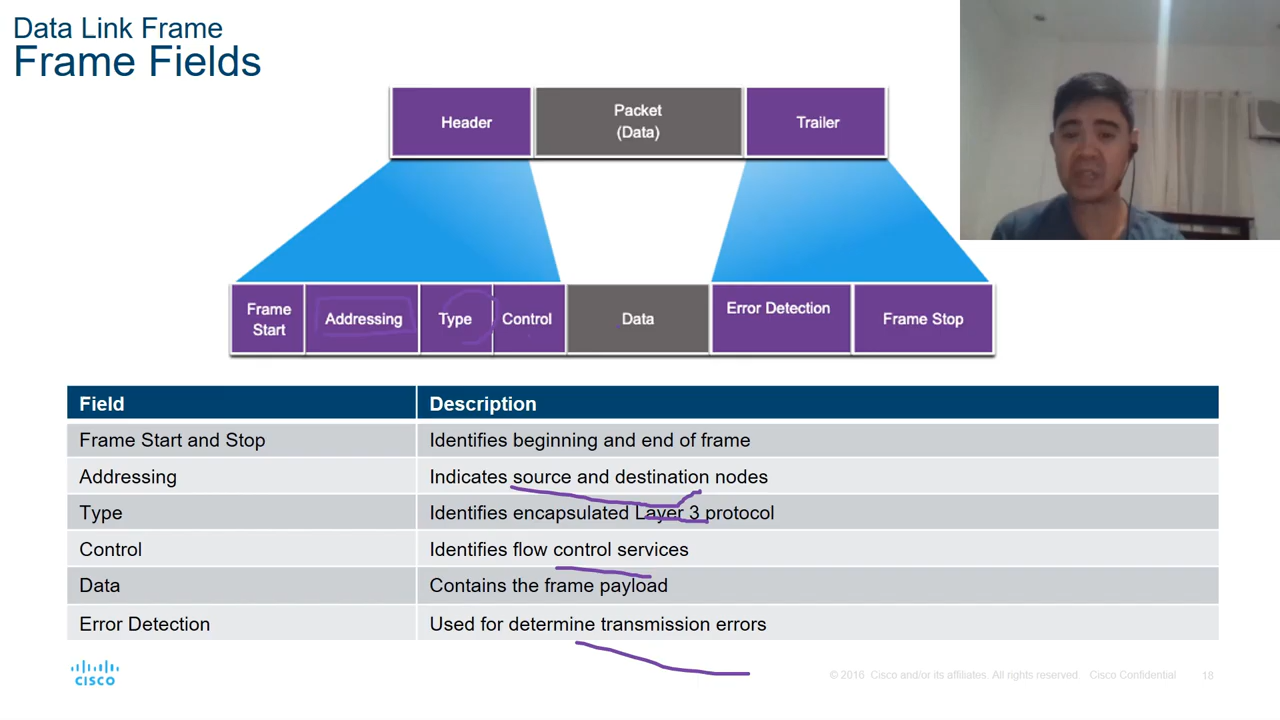 Data Link Frame
Frame Fields
Header
Packet
(Data)
Trailer
Frame
Start
Addressing
Type
Control
Data
Error Detection
Frame Stop
Field Description
Frame Start and Stop Identifies beginning and end of frame
Addressing Indicates source and destination nodes
Type Identifies encapsulated Layer 3 protocol
Control Identifies flow control services
Data Contains the frame payload
Error Detection Used for determine transmission errors
CISCO
© 2016 Cisco and/or its affiliates. All rights reserved Cisco Confidential 18